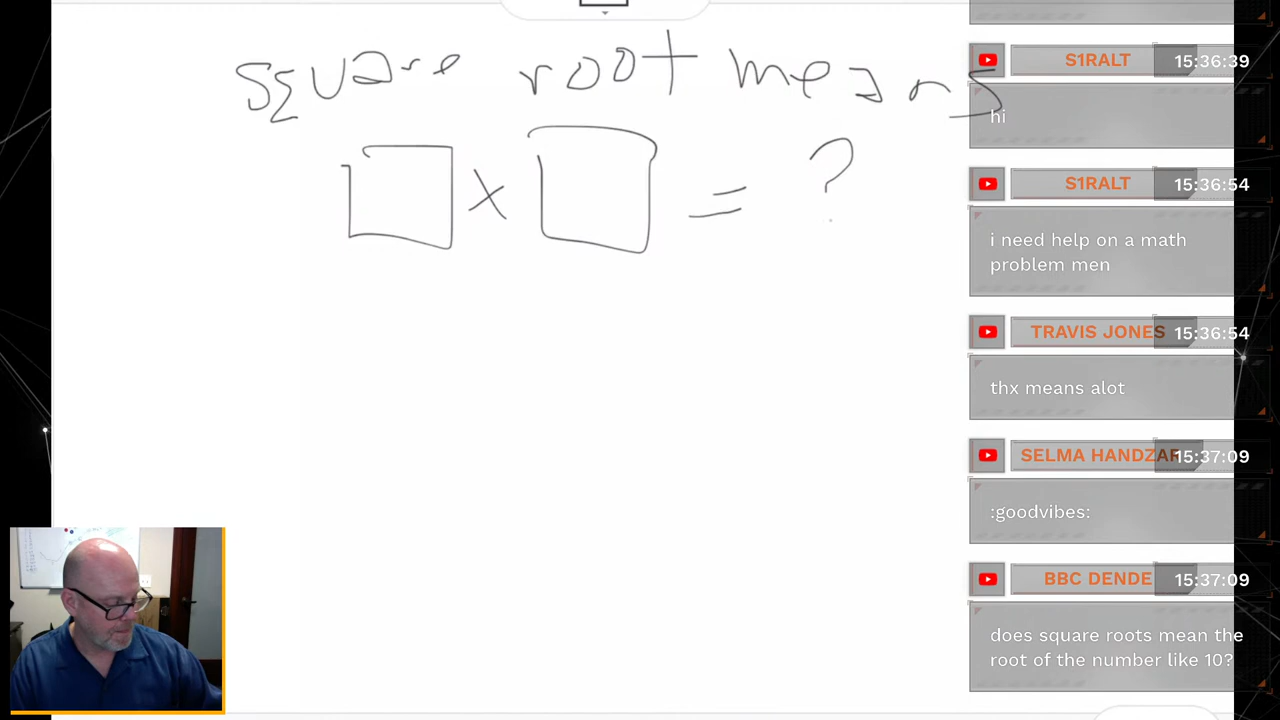 square root means
□ x □ = ?
S1RALT 15:36:39
hi
S1RALT 15:36:54
i need help on a math
problem men
TRAVIS JONES 15:36:54
thx means alot
SELMA HANDZAR 15:37:09
:goodvibes:
BBC DENDE 15:37:09
does square roots mean the
root of the number like 10?